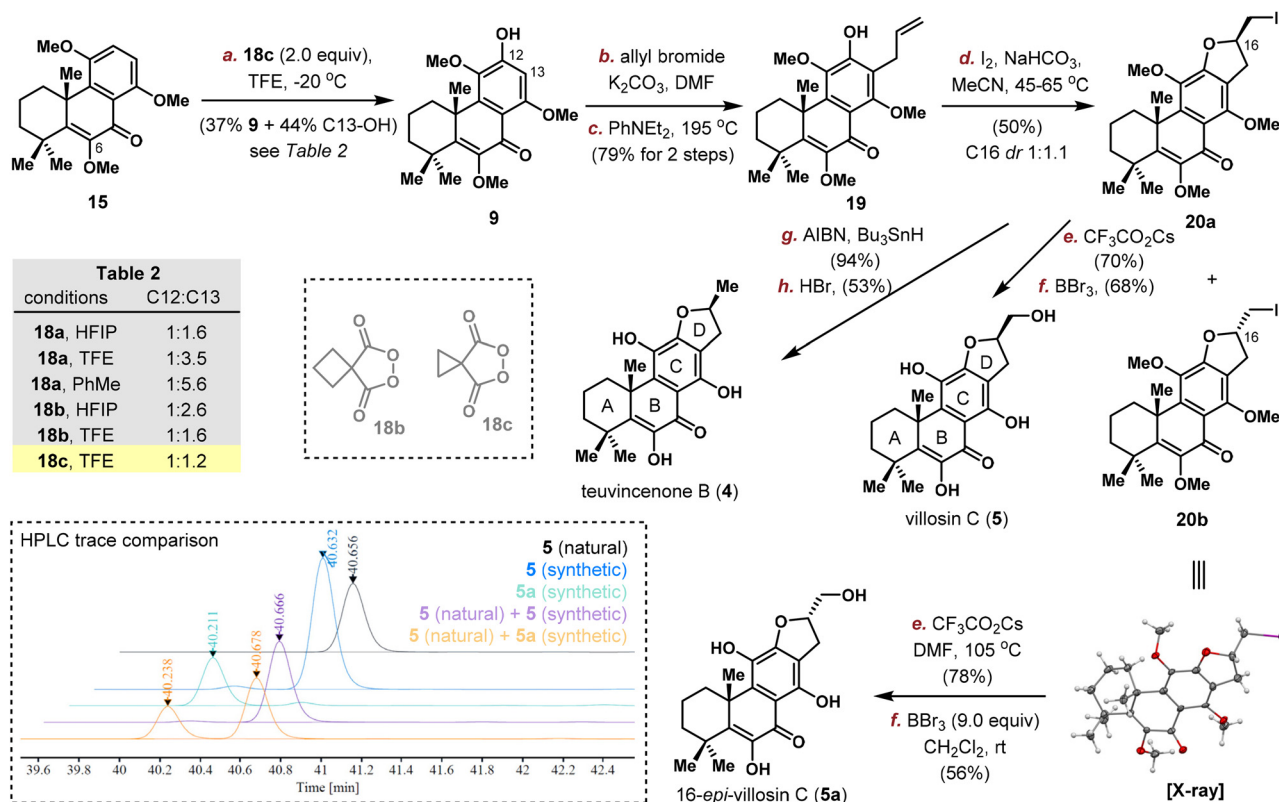 MeO
Me
OMe
O
6
Me
Me
OMe
15
a. 18c (2.0 equiv),
TFE, -20 °C
(37% 9 + 44% C13-OH)
see Table 2
OH
12
MeO
13
Me
OMe
O
Me
Me
OMe
9
b. allyl bromide
K2CO3, DMF
c. PhNEt2, 195 °C
(79% for 2 steps)
OH
MeO
Me
OMe
O
Me
Me
OMe
19
d. I2, NaHCO3,
MeCN, 45-65 °C
(50%)
C16 dr 1:1.1
I
O
16
MeO
Me
OMe
O
Me
Me
OMe
20a
+
g. AIBN, Bu3SnH
(94%)
h. HBr, (53%)
e. CF3CO2Cs
(70%)
f. BBr3, (68%)
Table 2
conditions C12:C13
18a, HFIP 1:1.6
18a, TFE 1:3.5
18a, PhMe 1:5.6
18b, HFIP 1:2.6
18b, TFE 1:1.6
18c, TFE 1:1.2
O
O
O
O
18b
O
O
O
O
18c
Me
O
D
OH
Me
C
OH
A
B
O
Me
Me
OH
teuvincenone B (4)
OH
O
D
HO
Me
C
OH
A
B
O
Me
Me
OH
villosin C (5)
I
O
16
MeO
Me
OMe
O
Me
Me
OMe
20b
HPLC trace comparison
5 (natural)
5 (synthetic)
5a (synthetic)
5 (natural) + 5 (synthetic)
5 (natural) + 5a (synthetic)
40.238
40.211
40.678
40.666
40.632
40.656
39.6 40 40.2 40.4 40.6 40.8 41 41.2 41.4 41.6 41.8 42 42.2 42.4
Time [min]
OH
O
HO
Me
OH
O
Me
Me
OH
16-epi-villosin C (5a)
e. CF3CO2Cs
DMF, 105 °C
(78%)
f. BBr3 (9.0 equiv)
CH2Cl2, rt
(56%)
[X-ray]